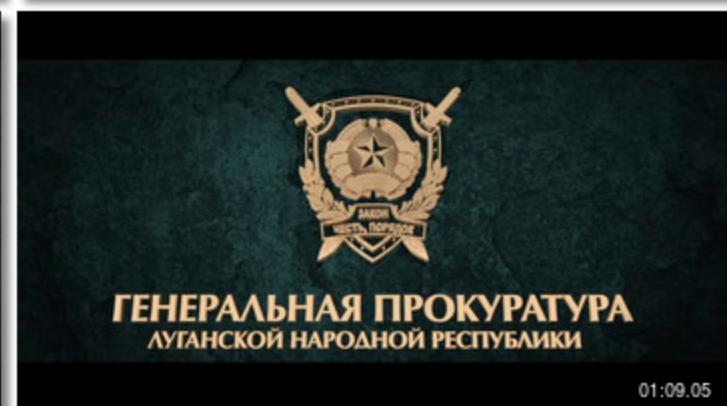 ЗАКОН
ЧЕСТЬ, ПОРЯДОК
ГЕНЕРАЛЬНАЯ ПРОКУРАТУРА
ЛУГАНСКОЙ НАРОДНОЙ РЕСПУБЛИКИ
01:09.05